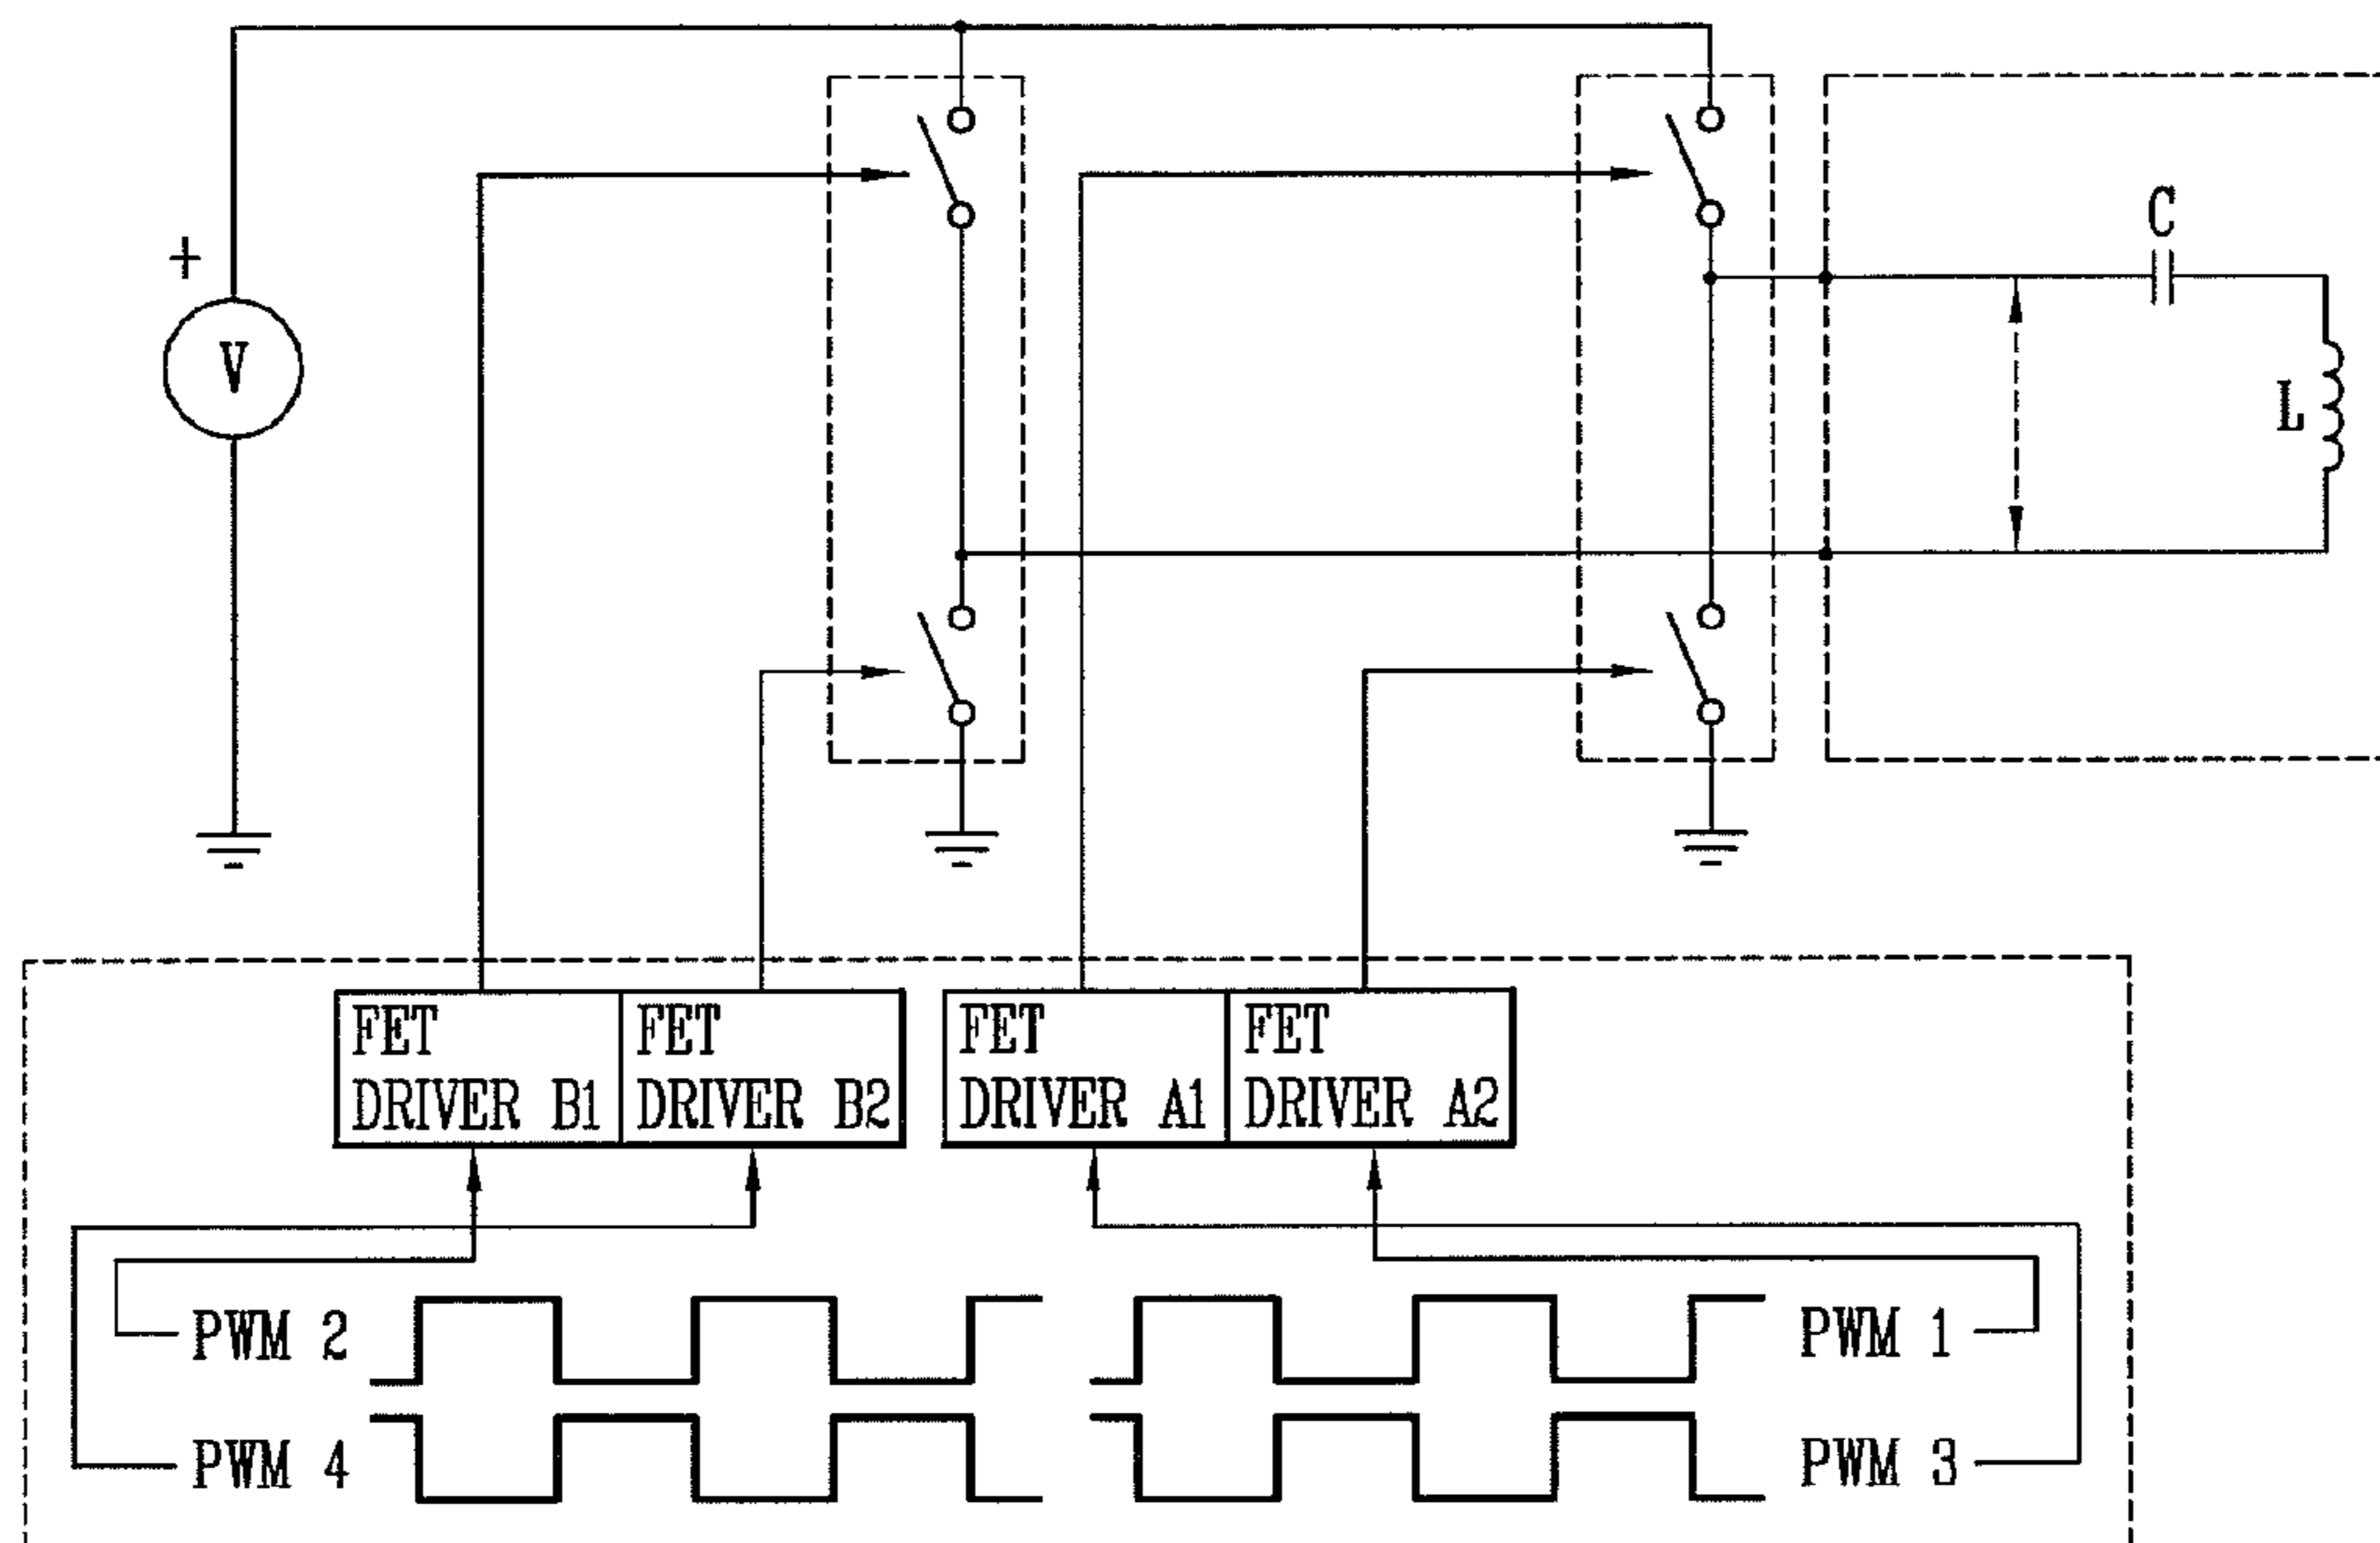 +
V
C
L
FET
DRIVER B1
FET
DRIVER B2
FET
DRIVER A1
FET
DRIVER A2
PWM 2
PWM 1
PWM 4
PWM 3